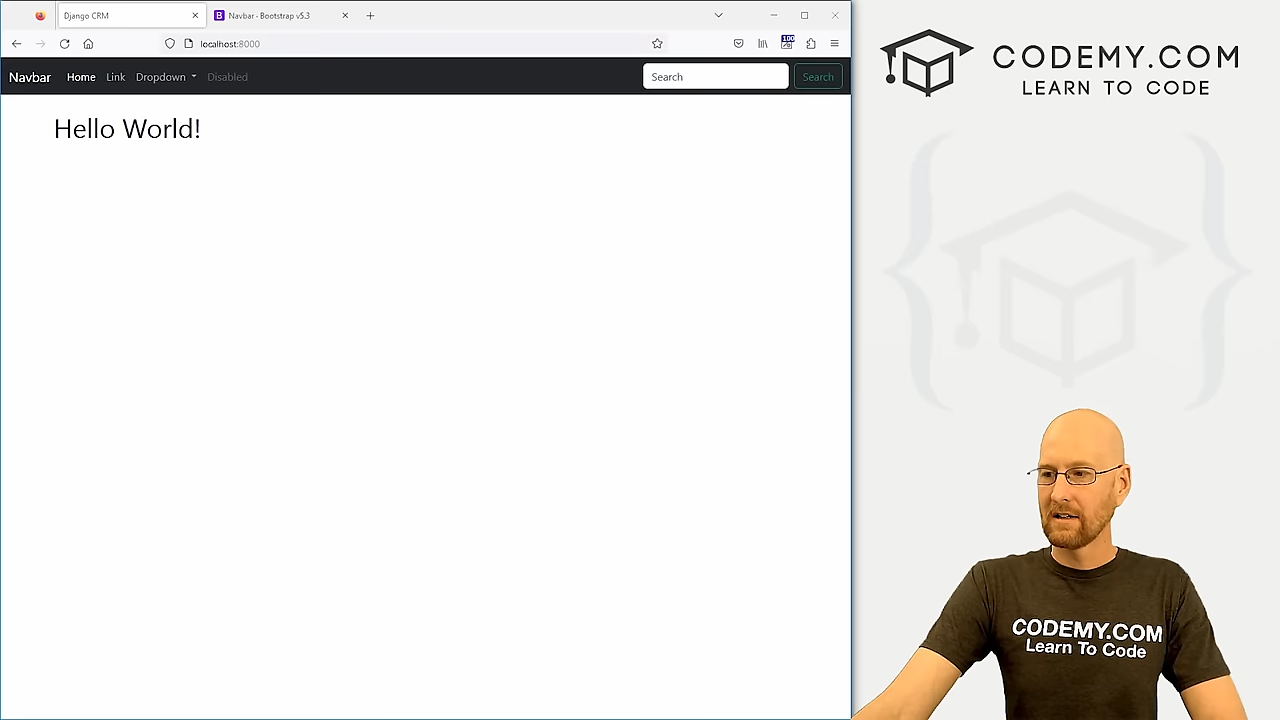 Django CRM
Navbar · Bootstrap v5.3
localhost:8000
100
Navbar Home Link Dropdown Disabled Search Search
Hello World!
CODEMY.COM
LEARN TO CODE
CODEMY.COM
Learn To Code